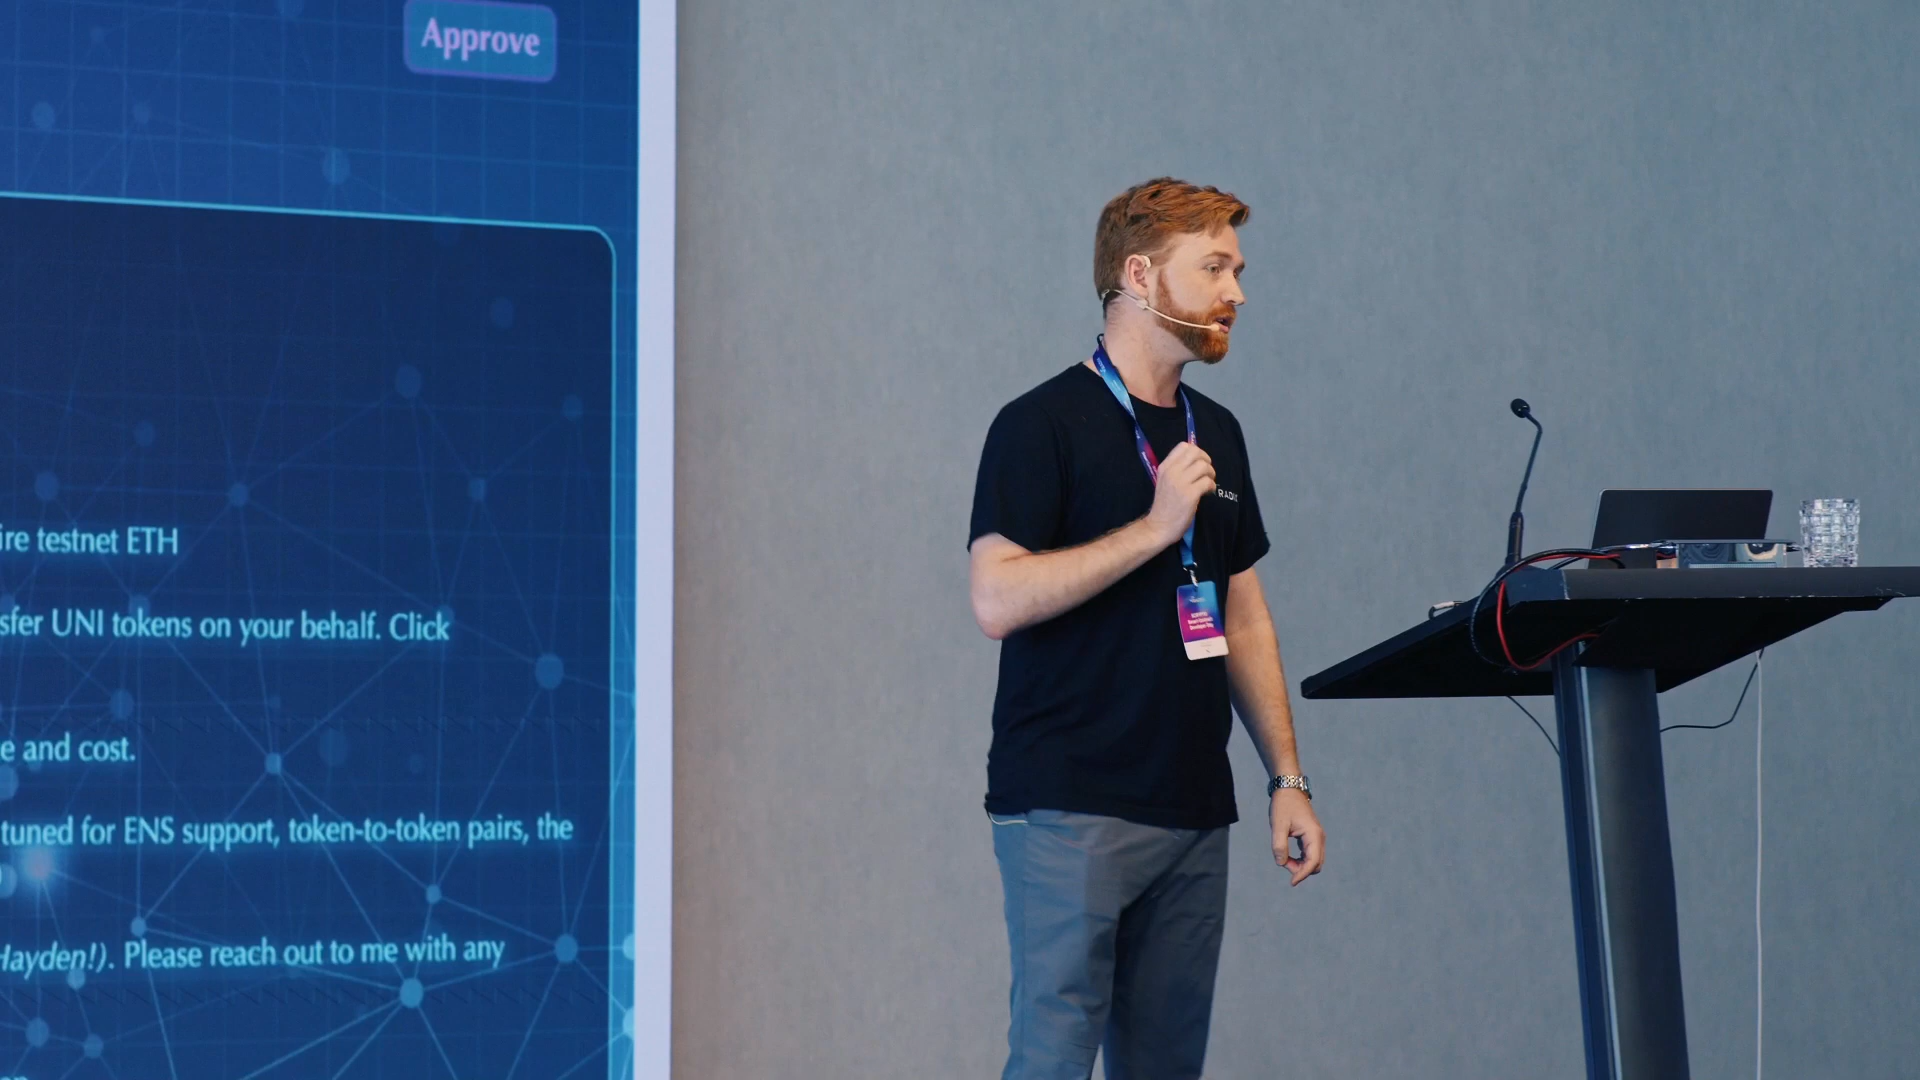 Approve
ire testnet ETH
sfer UNI tokens on your behalf. Click
e and cost.
tuned for ENS support, token-to-token pairs, the
Hayden!). Please reach out to me with any
RADIX